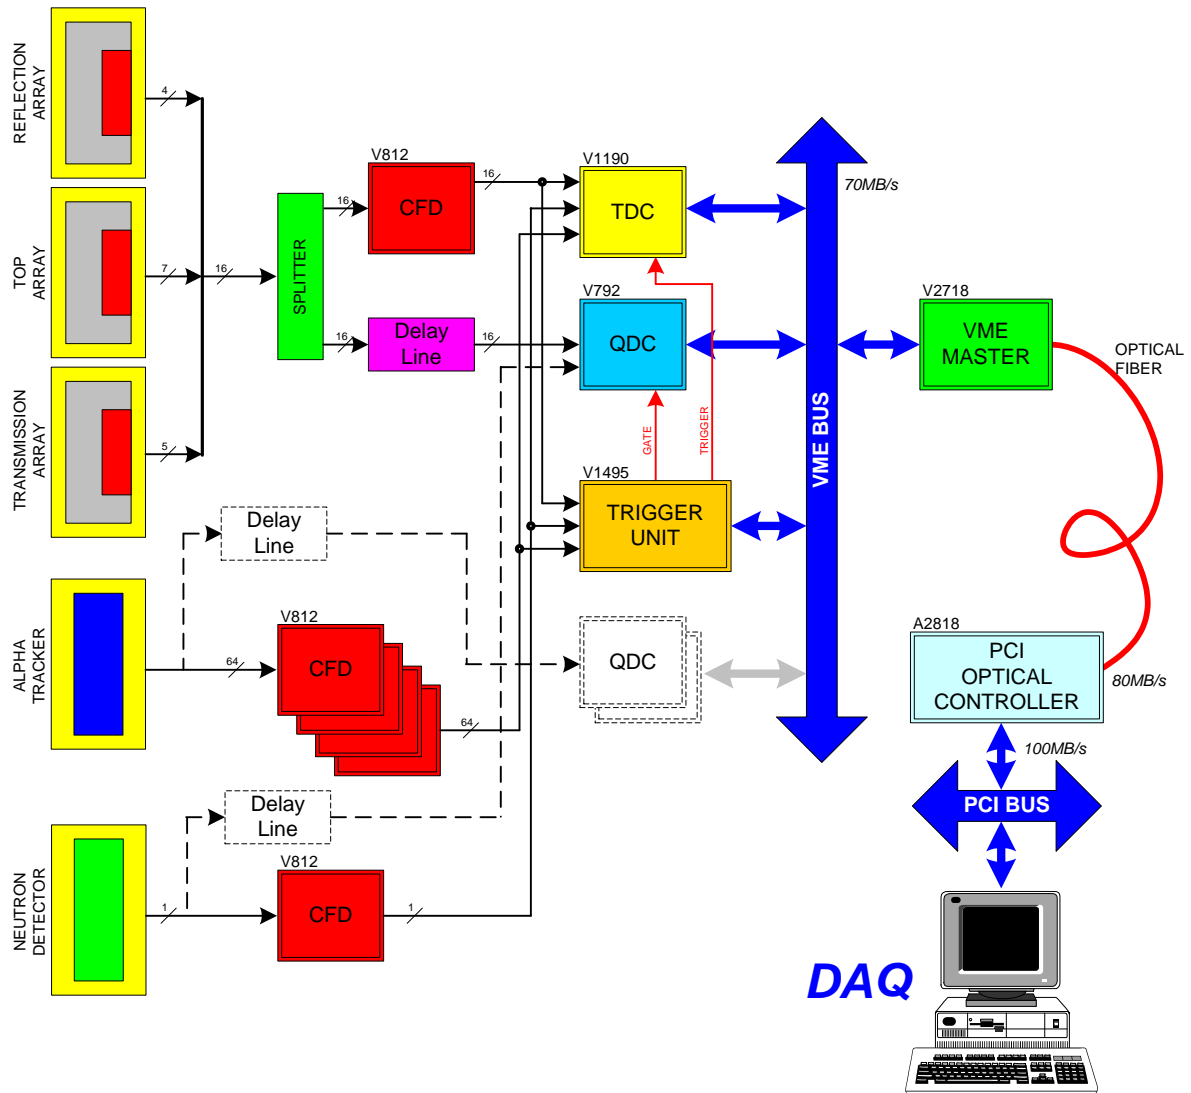 REFLECTION
ARRAY
4
TOP
ARRAY
7
16
TRANSMISSION
ARRAY
5
SPLITTER
16
16
V812
CFD
16
Delay
Line
16
V1190
TDC
V792
QDC
GATE
TRIGGER
V1495
TRIGGER
UNIT
70MB/s
VME BUS
V2718
VME
MASTER
OPTICAL
FIBER
Delay
Line
ALPHA
TRACKER
64
V812
CFD
64
QDC
A2818
PCI
OPTICAL
CONTROLLER
80MB/s
100MB/s
PCI BUS
Delay
Line
NEUTRON
DETECTOR
1
V812
CFD
1
DAQ